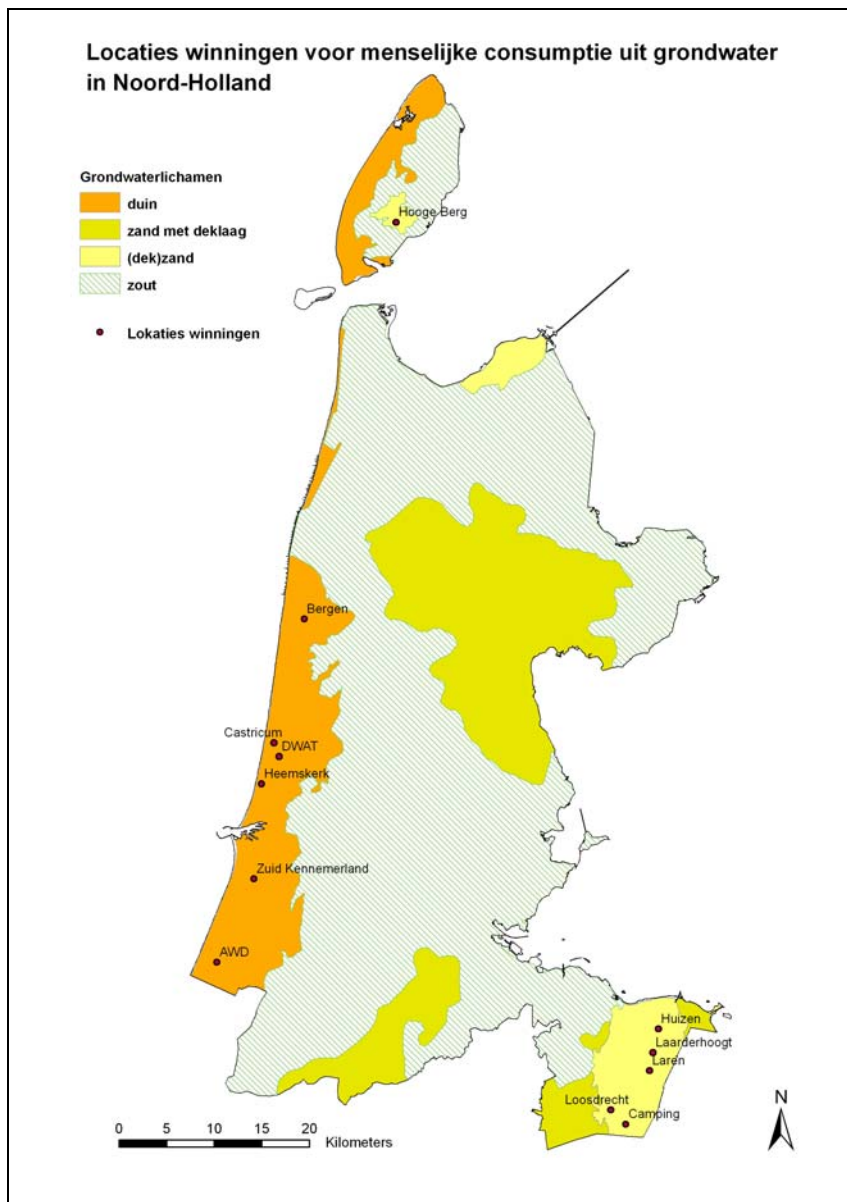 Locaties winningen voor menselijke consumptie uit grondwater
in Noord-Holland
Grondwaterlichamen
duin
zand met deklaag
(dek)zand
zout
Lokaties winningen
Hooge Berg
Bergen
Castricum
DWAT
Heemskerk
Zuid Kennemerland
AWD
Huizen
Laarderhoogt
Laren
Loosdrecht
Camping
0 5 10 15 20
Kilometers
N